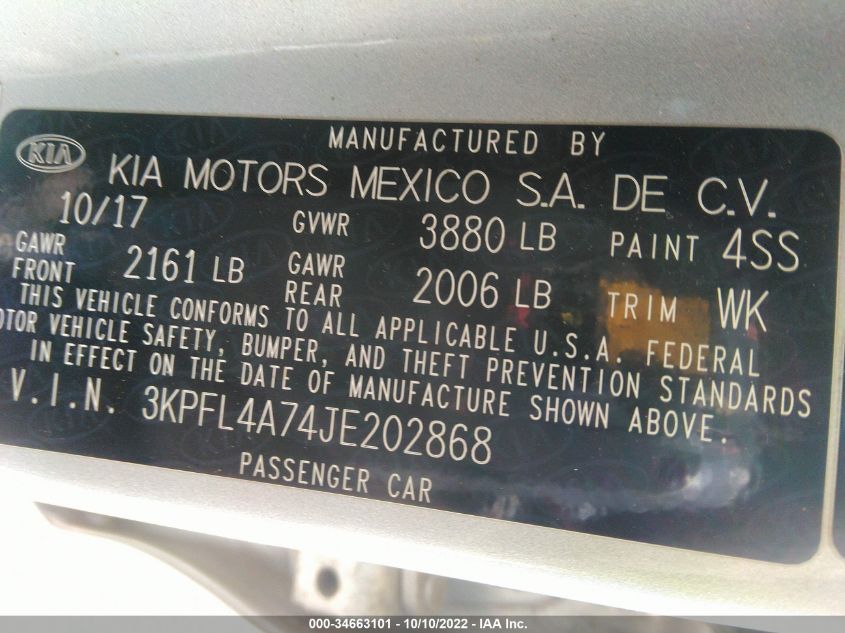 MANUFACTURED BY
KIA KIA MOTORS MEXICO S.A. DE C.V.
10/17 GVWR 3880 LB PAINT 4SS
GAWR FRONT 2161 LB GAWR REAR 2006 LB TRIM WK
THIS VEHICLE CONFORMS TO ALL APPLICABLE U.S.A. FEDERAL
OTOR VEHICLE SAFETY, BUMPER, AND THEFT PREVENTION STANDARDS
IN EFFECT ON THE DATE OF MANUFACTURE SHOWN ABOVE.
V.I.N. 3KPFL4A74JE202868
PASSENGER CAR
000-34663101 - 10/10/2022 - IAA Inc.